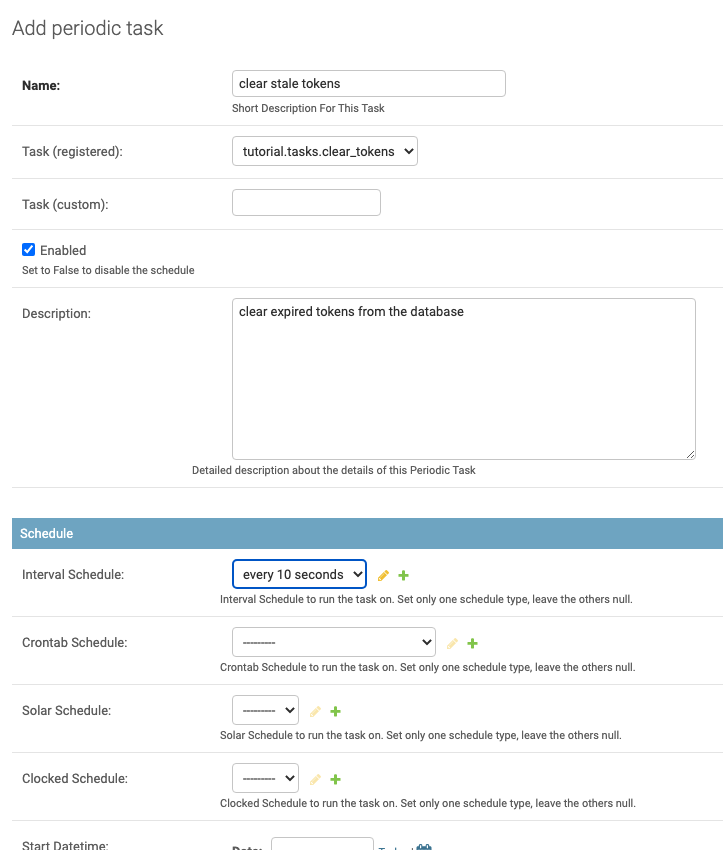 Add periodic task
Name:
clear stale tokens
Short Description For This Task
Task (registered):
tutorial.tasks.clear_tokens
Task (custom):
Enabled
Set to False to disable the schedule
Description:
clear expired tokens from the database
Detailed description about the details of this Periodic Task
Schedule
Interval Schedule:
every 10 seconds
Interval Schedule to run the task on. Set only one schedule type, leave the others null.
Crontab Schedule:
---------
Crontab Schedule to run the task on. Set only one schedule type, leave the others null.
Solar Schedule:
---------
Solar Schedule to run the task on. Set only one schedule type, leave the others null.
Clocked Schedule:
---------
Clocked Schedule to run the task on. Set only one schedule type, leave the others null.
Start Datetime:
Date: